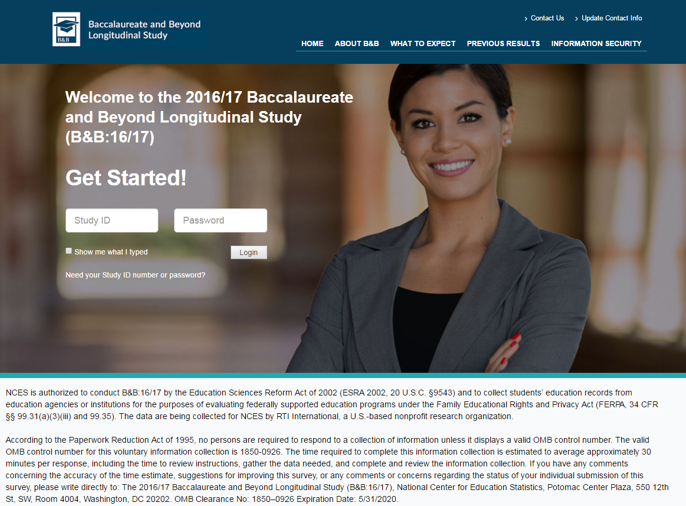 Baccalaureate and Beyond
Longitudinal Study
B&B
› Contact Us › Update Contact Info
HOME ABOUT B&B WHAT TO EXPECT PREVIOUS RESULTS INFORMATION SECURITY
Welcome to the 2016/17 Baccalaureate
and Beyond Longitudinal Study
(B&B:16/17)
Get Started!
Study ID Password
Show me what I typed Login
Need your Study ID number or password?
NCES is authorized to conduct B&B:16/17 by the Education Sciences Reform Act of 2002 (ESRA 2002, 20 U.S.C. §9543) and to collect students' education records from
education agencies or institutions for the purposes of evaluating federally supported education programs under the Family Educational Rights and Privacy Act (FERPA, 34 CFR
§§ 99.31(a)(3)(iii) and 99.35). The data are being collected for NCES by RTI International, a U.S.-based nonprofit research organization.
According to the Paperwork Reduction Act of 1995, no persons are required to respond to a collection of information unless it displays a valid OMB control number. The valid
OMB control number for this voluntary information collection is 1850-0926. The time required to complete this information collection is estimated to average approximately 30
minutes per response, including the time to review instructions, gather the data needed, and complete and review the information collection. If you have any comments
concerning the accuracy of the time estimate, suggestions for improving this survey, or any comments or concerns regarding the status of your individual submission of this
survey, please write directly to: The 2016/17 Baccalaureate and Beyond Longitudinal Study (B&B:16/17), National Center for Education Statistics, Potomac Center Plaza, 550 12th
St, SW, Room 4004, Washington, DC 20202. OMB Clearance No: 1850–0926 Expiration Date: 5/31/2020.